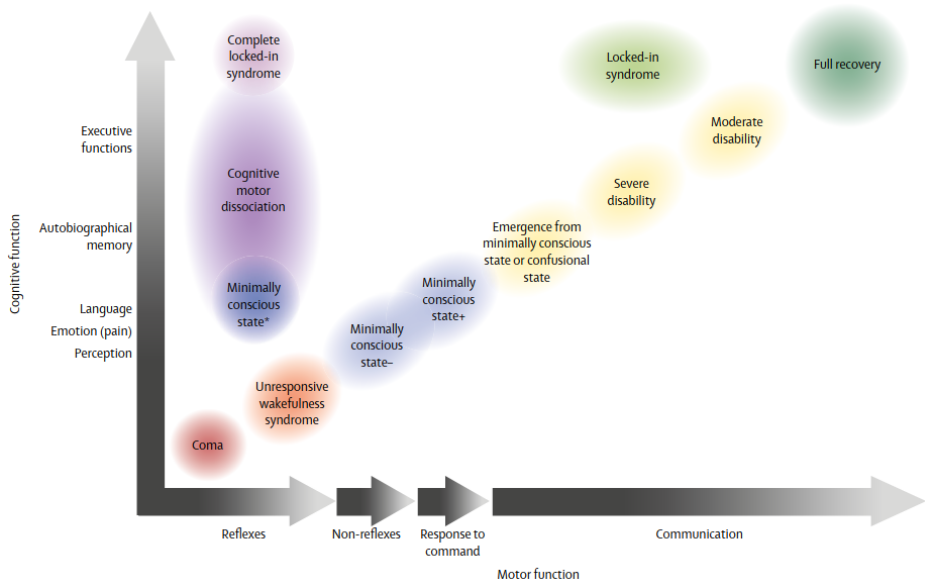 Complete
locked-in
syndrome
Locked-in
syndrome
Full recovery
Executive
functions
Moderate
disability
Cognitive
motor
dissociation
Severe
disability
Cognitive function
Autobiographical
memory
Emergence from
minimally conscious
state or confusional
state
Minimally
conscious
state*
Minimally
conscious
state+
Language
Emotion (pain)
Perception
Minimally
conscious
state–
Unresponsive
wakefulness
syndrome
Coma
Reflexes
Non-reflexes
Response to
command
Communication
Motor function